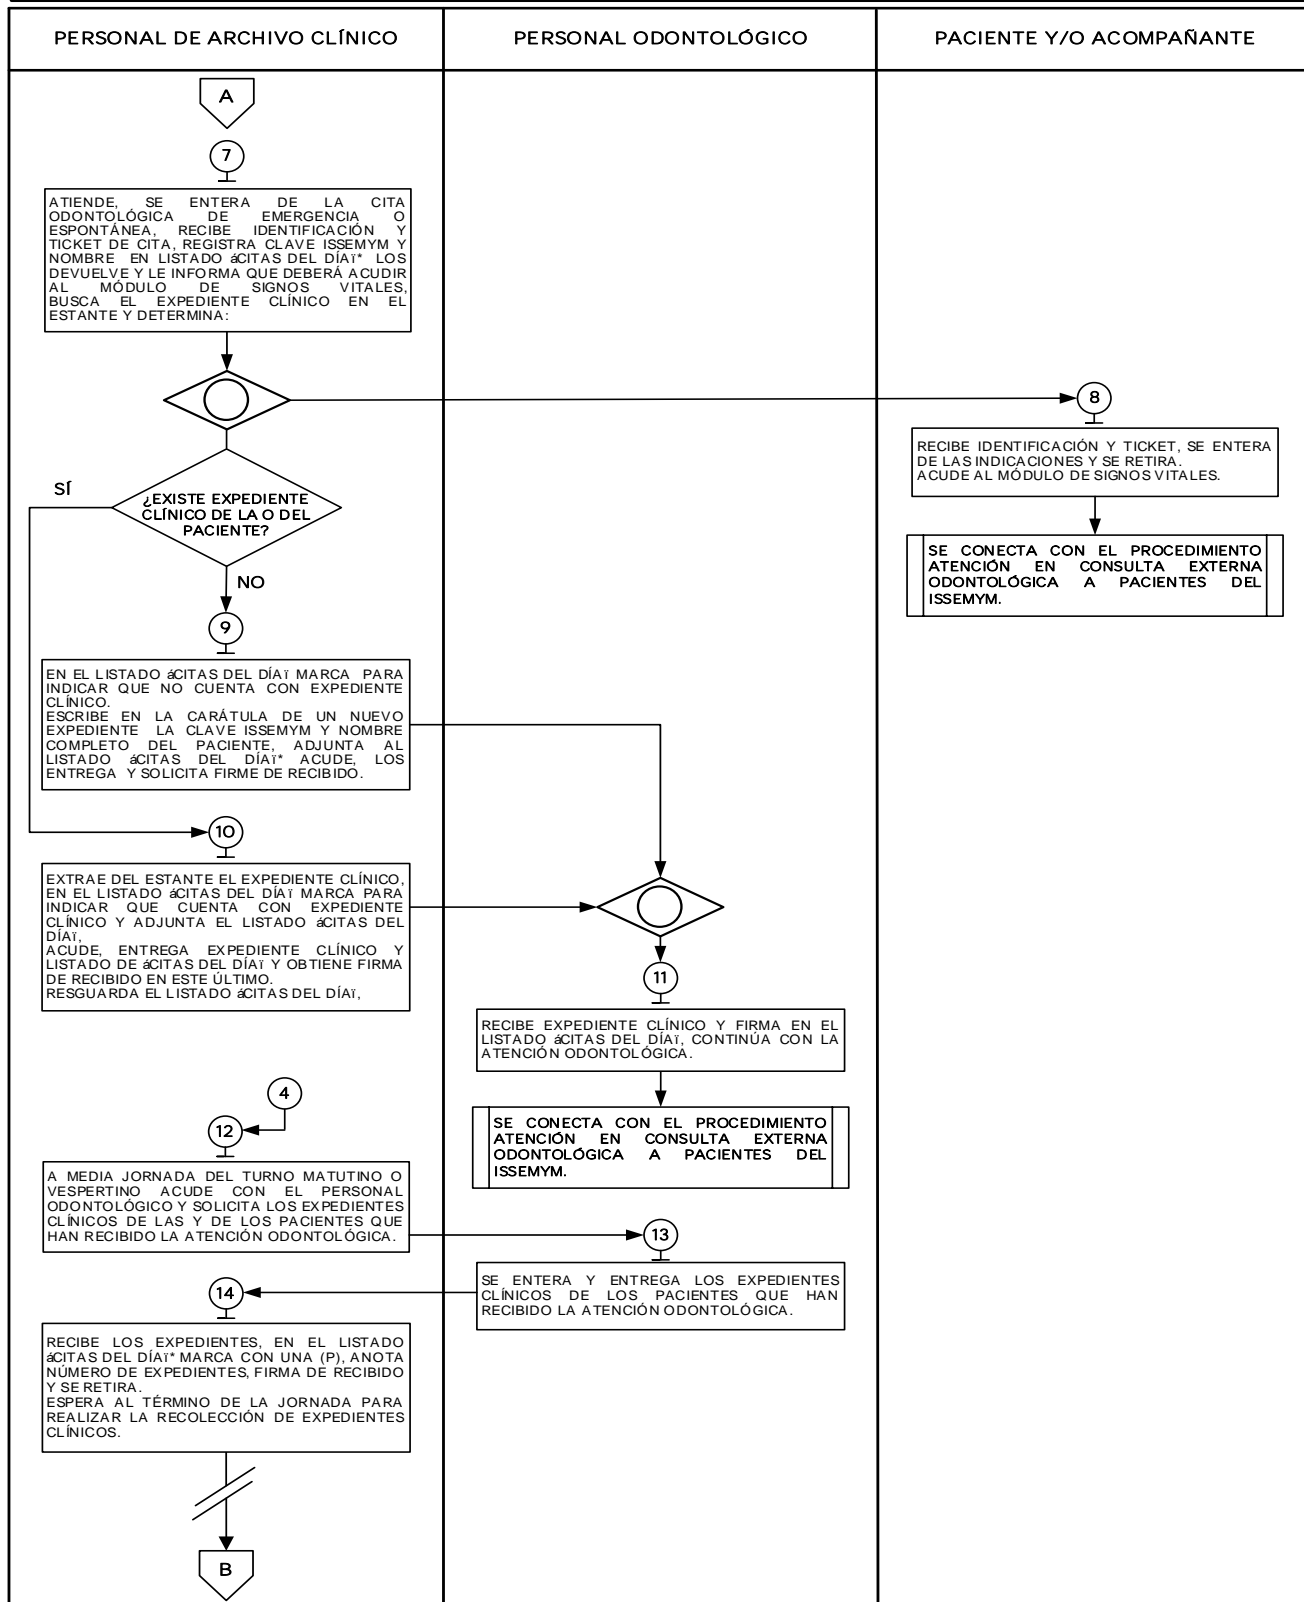 PERSONAL DE ARCHIVO CLÍNICO
PERSONAL ODONTOLÓGICO
PACIENTE Y/O ACOMPAÑANTE
A
7
ATIENDE, SE ENTERA DE LA CITA
ODONTOLÓGICA DE EMERGENCIA O
ESPONTÁNEA, RECIBE IDENTIFICACIÓN Y
TICKET DE CITA, REGISTRA CLAVE ISSEMYM Y
NOMBRE EN LISTADO áCITAS DEL DÍAï* LOS
DEVUELVE Y LE INFORMA QUE DEBERÁ ACUDIR
AL MÓDULO DE SIGNOS VITALES,
BUSCA EL EXPEDIENTE CLÍNICO EN EL
ESTANTE Y DETERMINA:
8
RECIBE IDENTIFICACIÓN Y TICKET, SE ENTERA
DE LAS INDICACIONES Y SE RETIRA.
ACUDE AL MÓDULO DE SIGNOS VITALES.
SE CONECTA CON EL PROCEDIMIENTO
ATENCIÓN EN CONSULTA EXTERNA
ODONTOLÓGICA A PACIENTES DEL
ISSEMYM.
SÍ
¿EXISTE EXPEDIENTE
CLÍNICO DE LA O DEL
PACIENTE?
NO
9
EN EL LISTADO áCITAS DEL DÍAï MARCA PARA
INDICAR QUE NO CUENTA CON EXPEDIENTE
CLÍNICO.
ESCRIBE EN LA CARÁTULA DE UN NUEVO
EXPEDIENTE LA CLAVE ISSEMYM Y NOMBRE
COMPLETO DEL PACIENTE, ADJUNTA AL
LISTADO áCITAS DEL DÍAï* ACUDE, LOS
ENTREGA Y SOLICITA FIRME DE RECIBIDO.
10
EXTRAE DEL ESTANTE EL EXPEDIENTE CLÍNICO,
EN EL LISTADO áCITAS DEL DÍAï MARCA PARA
INDICAR QUE CUENTA CON EXPEDIENTE
CLÍNICO Y ADJUNTA EL LISTADO áCITAS DEL
DÍAï,
ACUDE, ENTREGA EXPEDIENTE CLÍNICO Y
LISTADO DE áCITAS DEL DÍAï Y OBTIENE FIRMA
DE RECIBIDO EN ESTE ÚLTIMO.
RESGUARDA EL LISTADO áCITAS DEL DÍAï,
11
RECIBE EXPEDIENTE CLÍNICO Y FIRMA EN EL
LISTADO áCITAS DEL DÍAï, CONTINÚA CON LA
ATENCIÓN ODONTOLÓGICA.
SE CONECTA CON EL PROCEDIMIENTO
ATENCIÓN EN CONSULTA EXTERNA
ODONTOLÓGICA A PACIENTES DEL
ISSEMYM.
4
12
A MEDIA JORNADA DEL TURNO MATUTINO O
VESPERTINO ACUDE CON EL PERSONAL
ODONTOLÓGICO Y SOLICITA LOS EXPEDIENTES
CLÍNICOS DE LAS Y DE LOS PACIENTES QUE
HAN RECIBIDO LA ATENCIÓN ODONTOLÓGICA.
13
SE ENTERA Y ENTREGA LOS EXPEDIENTES
CLÍNICOS DE LOS PACIENTES QUE HAN
RECIBIDO LA ATENCIÓN ODONTOLÓGICA.
14
RECIBE LOS EXPEDIENTES, EN EL LISTADO
áCITAS DEL DÍAï* MARCA CON UNA (P), ANOTA
NÚMERO DE EXPEDIENTES, FIRMA DE RECIBIDO
Y SE RETIRA.
ESPERA AL TÉRMINO DE LA JORNADA PARA
REALIZAR LA RECOLECCIÓN DE EXPEDIENTES
CLÍNICOS.
B